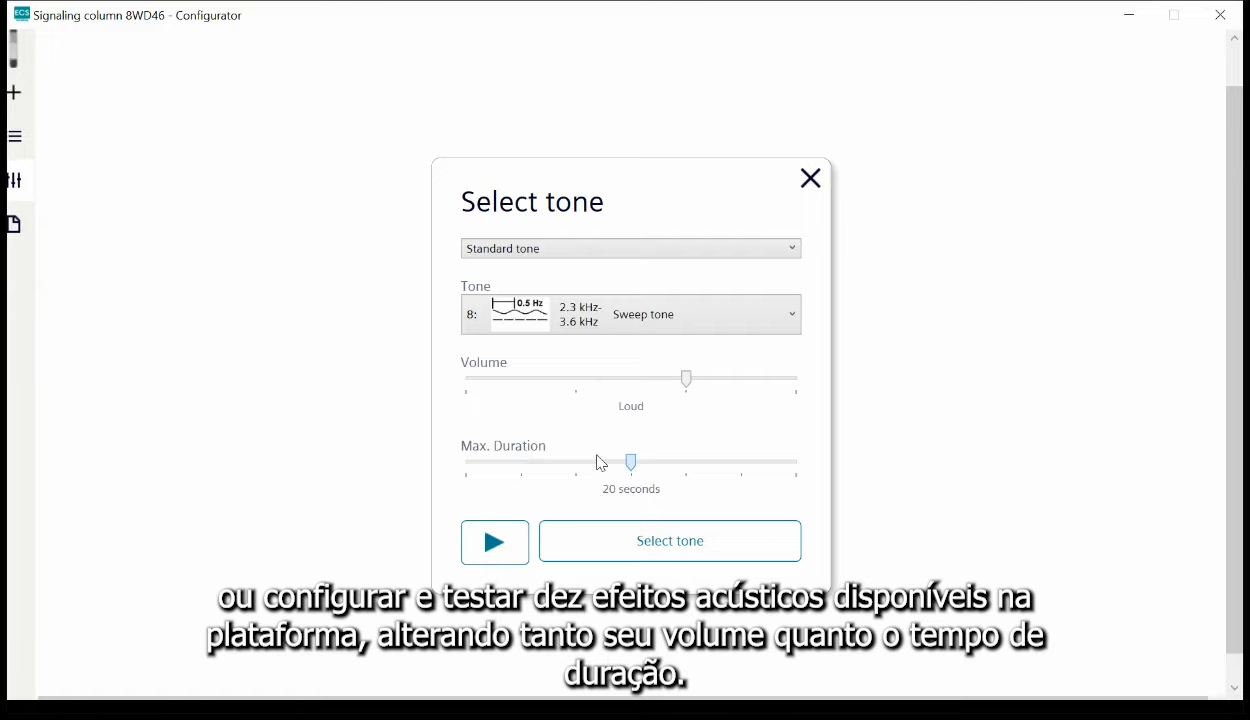 ECS
Signaling column 8WD46 - Configurator
Select tone
Standard tone
Tone
8: 0.5 Hz 2.3 kHz- Sweep tone
3.6 kHz
Volume
Loud
Max. Duration
20 seconds
Select tone
ou configurar e testar dez efeitos acústicos disponíveis na
plataforma, alterando tanto seu volume quanto o tempo de
duração.